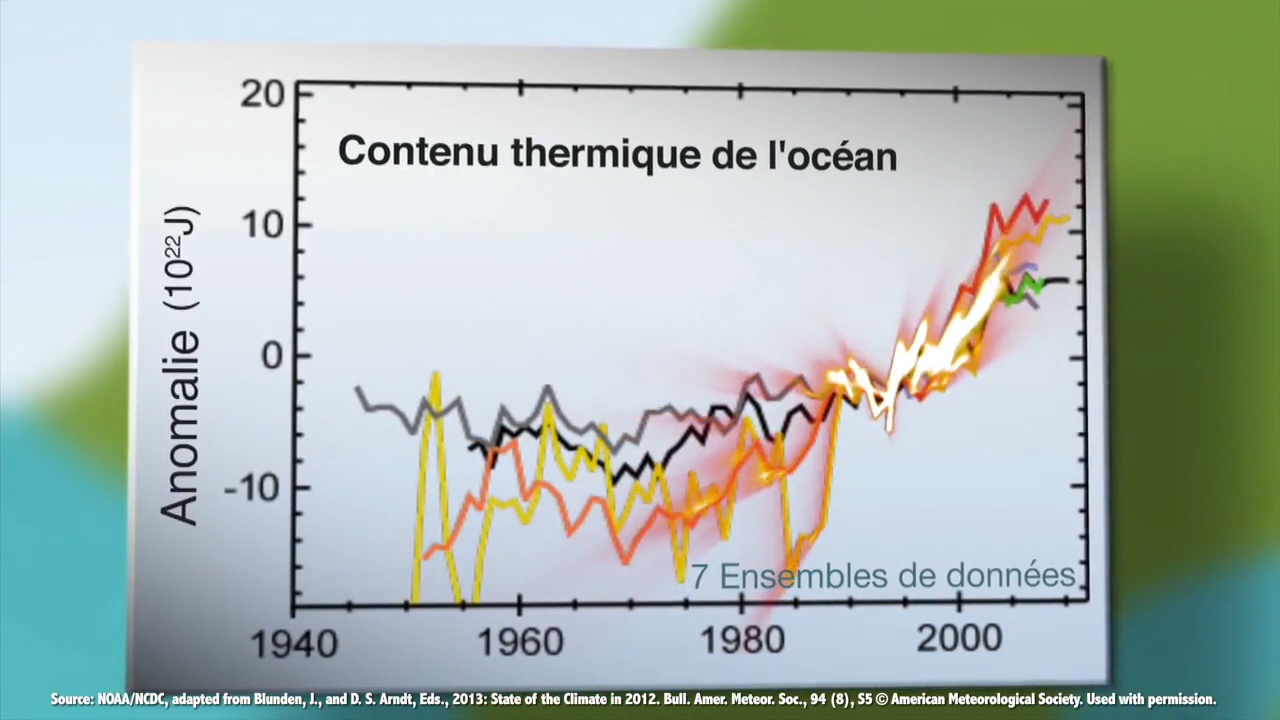 20
Contenu thermique de l'océan
10
Anomalie (10²²J)
0
-10
7 Ensembles de données
1940 1960 1980 2000
Source: NOAA/NCDC, adapted from Blunden, J., and D. S. Arndt, Eds., 2013: State of the Climate in 2012. Bull. Amer. Meteor. Soc., 94 (8), S5 © American Meteorological Society. Used with permission.